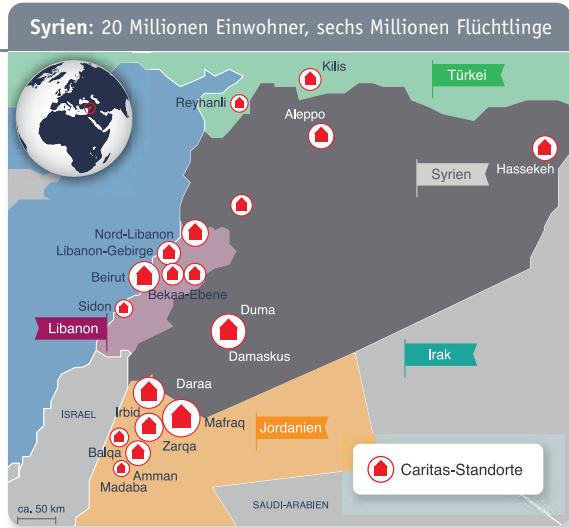 Syrien: 20 Millionen Einwohner, sechs Millionen Flüchtlinge
Kilis
Türkei
Reyhanli
Aleppo
Hassekeh
Syrien
Nord-Libanon
Libanon-Gebirge
Beirut
Bekaa-Ebene
Sidon
Duma
Libanon
Damaskus
Irak
Daraa
ISRAEL
Irbid
Mafraq
Jordanien
Zarqa
Balqa
Amman
Madaba
Caritas-Standorte
SAUDI-ARABIEN
ca. 50 km